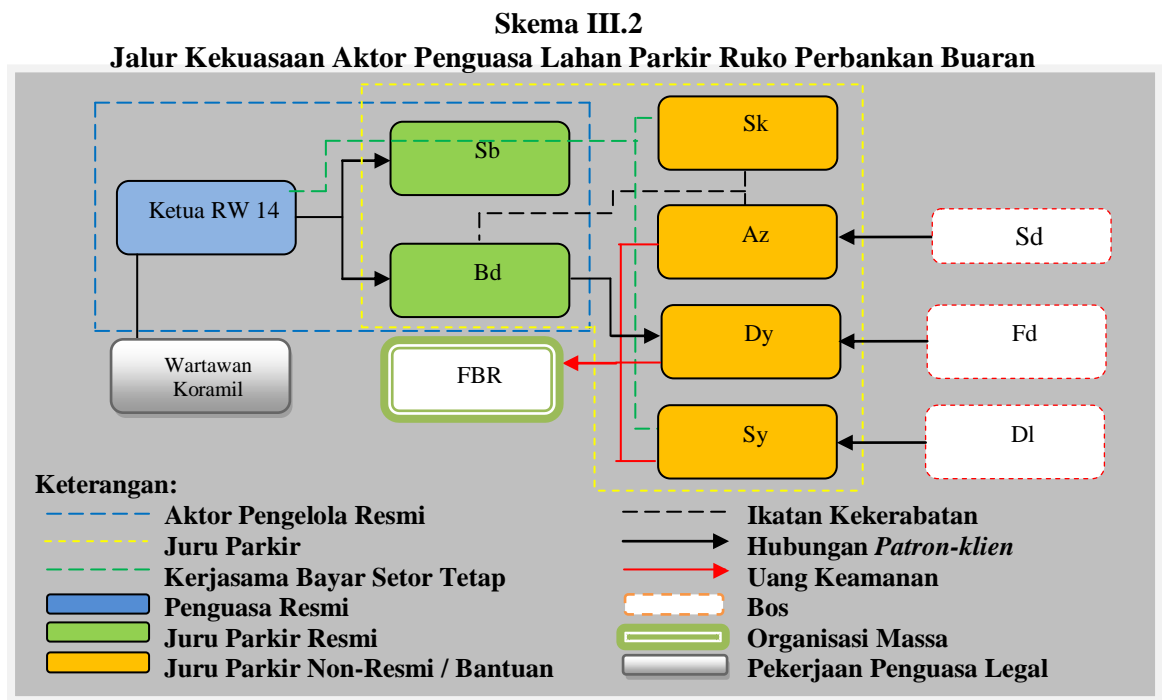 Skema III.2
Jalur Kekuasaan Aktor Penguasa Lahan Parkir Ruko Perbankan Buaran
Sk
Sb
Ketua RW 14
Az
Sd
Bd
Dy
Fd
Wartawan
Koramil
FBR
Sy
Dl
Keterangan:
Aktor Pengelola Resmi
Juru Parkir
Kerjasama Bayar Setor Tetap
Penguasa Resmi
Juru Parkir Resmi
Juru Parkir Non-Resmi / Bantuan
Ikatan Kekerabatan
Hubungan Patron-klien
Uang Keamanan
Bos
Organisasi Massa
Pekerjaan Penguasa Legal